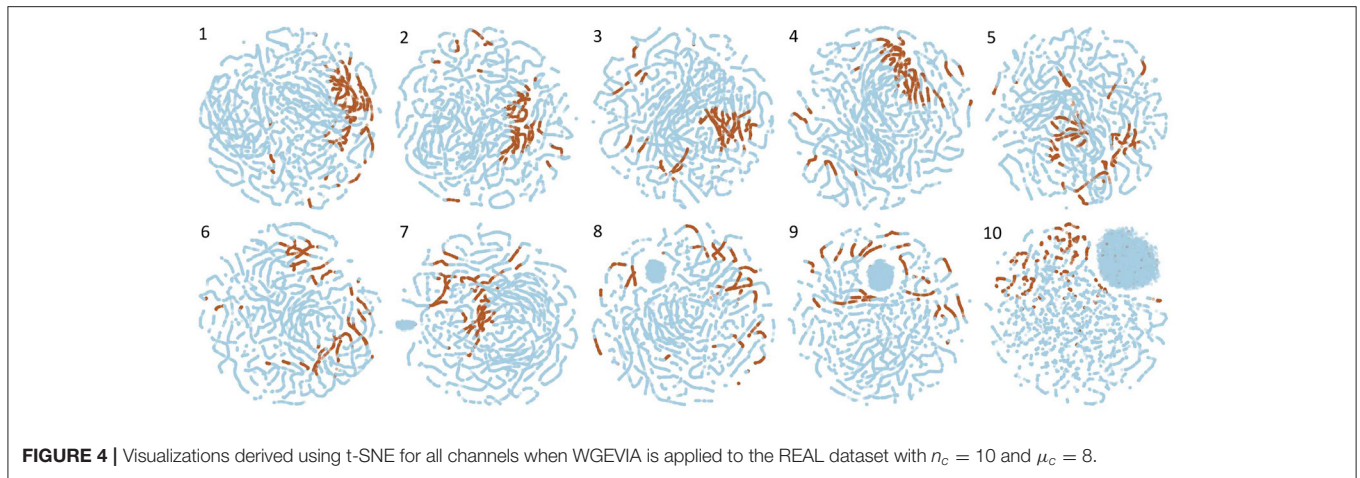 1 2 3 4 5
6 7 8 9 10
FIGURE 4 | Visualizations derived using t-SNE for all channels when WGEVIA is applied to the REAL dataset with n_c = 10 and μ_c = 8.